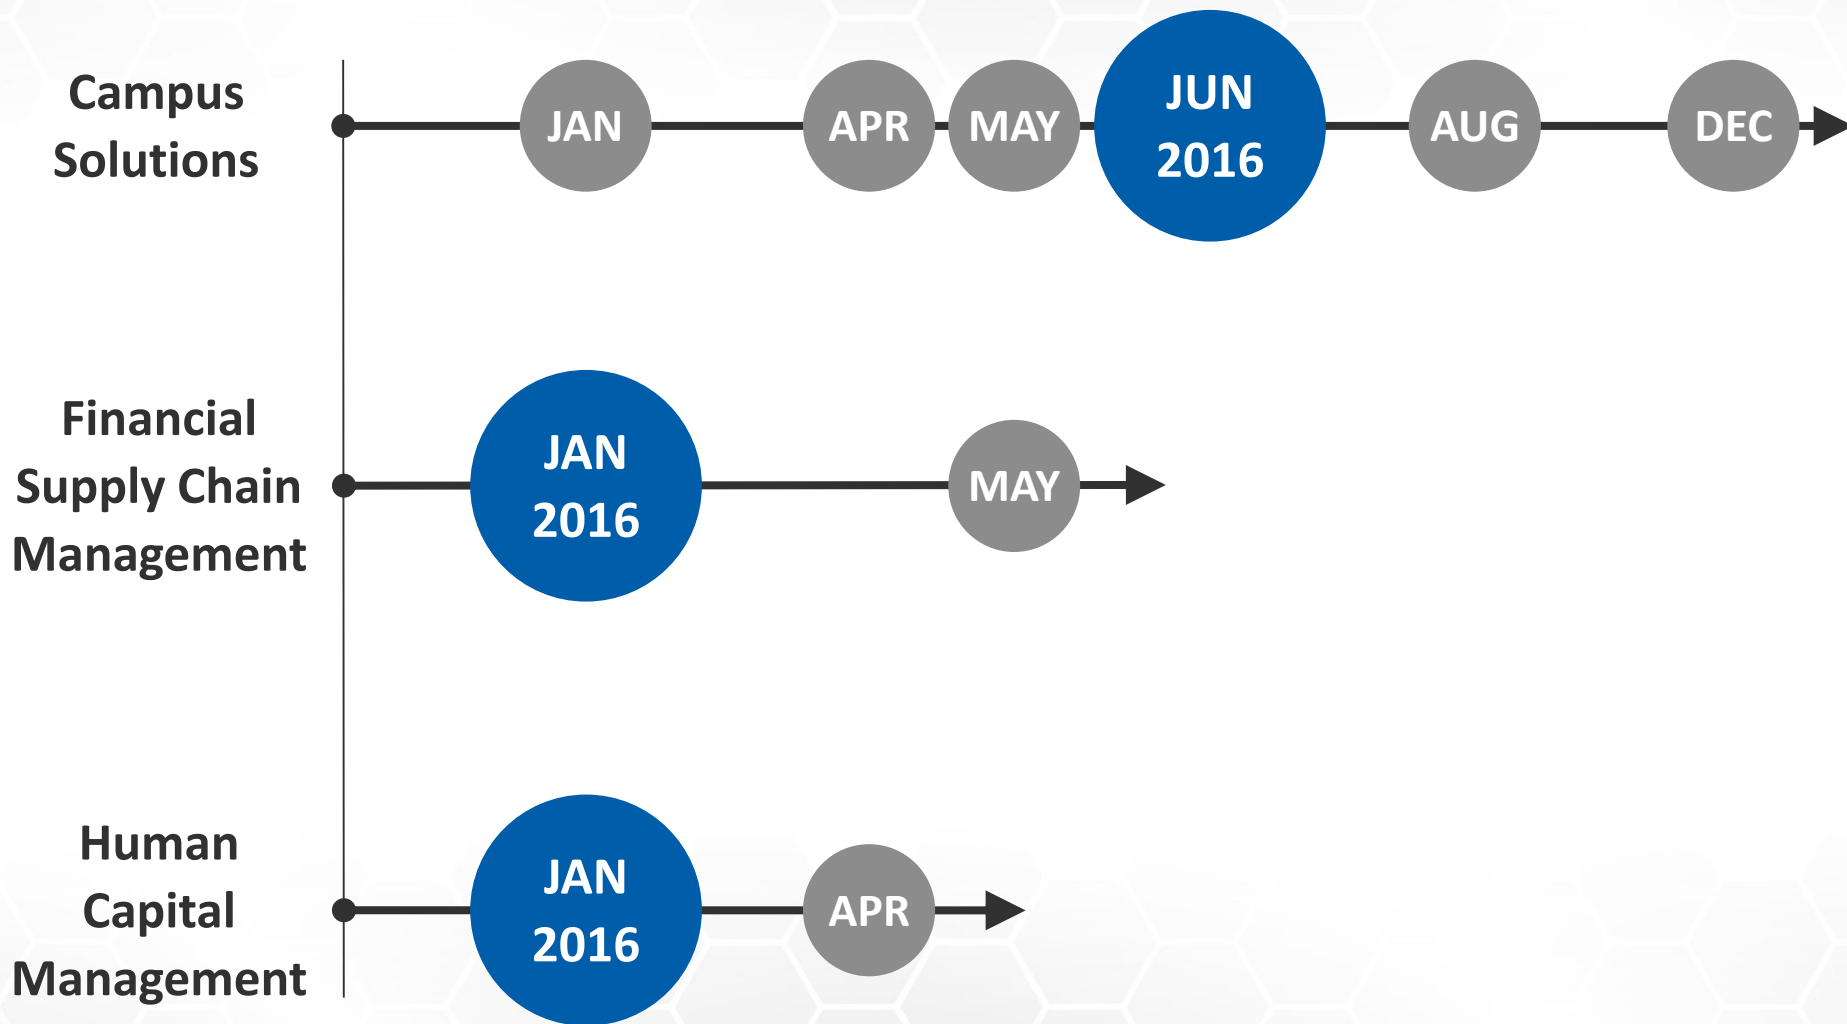 Campus
Solutions
JAN
APR
MAY
JUN
2016
AUG
DEC
Financial
Supply Chain
Management
JAN
2016
MAY
Human
Capital
Management
JAN
2016
APR